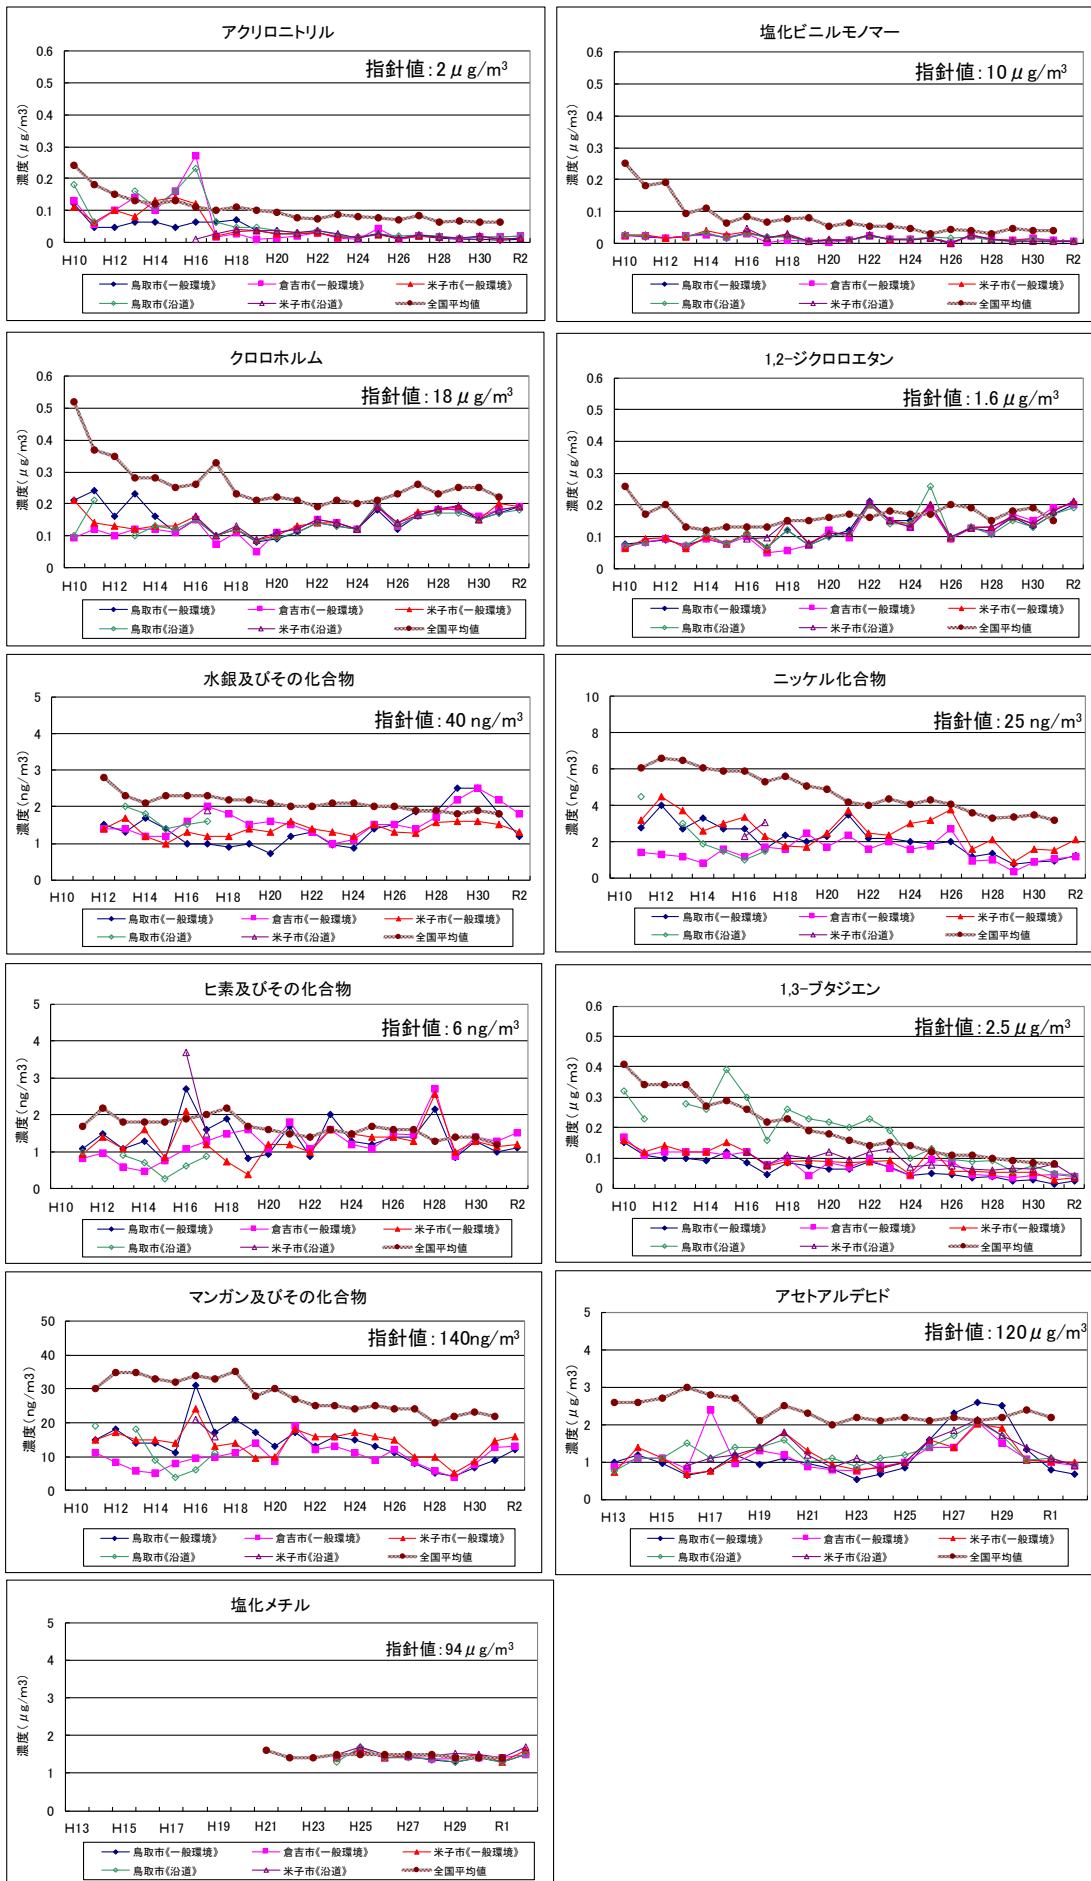 アクリロニトリル
指針値：2μg/m³
濃度(μg/m3)
0.6
0.5
0.4
0.3
0.2
0.1
0
H10 H12 H14 H16 H18 H20 H22 H24 H26 H28 H30 R2
鳥取市《一般環境》 倉吉市《一般環境》 米子市《一般環境》
鳥取市《沿道》 米子市《沿道》 全国平均値
塩化ビニルモノマー
指針値：10μg/m³
濃度(μg/m3)
0.6
0.5
0.4
0.3
0.2
0.1
0
H10 H12 H14 H16 H18 H20 H22 H24 H26 H28 H30 R2
鳥取市《一般環境》 倉吉市《一般環境》 米子市《一般環境》
鳥取市《沿道》 米子市《沿道》 全国平均値
クロロホルム
指針値：18μg/m³
濃度(μg/m3)
0.6
0.5
0.4
0.3
0.2
0.1
0
H10 H12 H14 H16 H18 H20 H22 H24 H26 H28 H30 R2
鳥取市《一般環境》 倉吉市《一般環境》 米子市《一般環境》
鳥取市《沿道》 米子市《沿道》 全国平均値
1,2-ジクロロエタン
指針値：1.6μg/m³
濃度(μg/m3)
0.6
0.5
0.4
0.3
0.2
0.1
0
H10 H12 H14 H16 H18 H20 H22 H24 H26 H28 H30 R2
鳥取市《一般環境》 倉吉市《一般環境》 米子市《一般環境》
鳥取市《沿道》 米子市《沿道》 全国平均値
水銀及びその化合物
指針値：40 ng/m³
濃度(ng/m3)
5
4
3
2
1
0
H10 H12 H14 H16 H18 H20 H22 H24 H26 H28 H30 R2
鳥取市《一般環境》 倉吉市《一般環境》 米子市《一般環境》
鳥取市《沿道》 米子市《沿道》 全国平均値
ニッケル化合物
指針値：25 ng/m³
濃度(ng/m3)
10
8
6
4
2
0
H10 H12 H14 H16 H18 H20 H22 H24 H26 H28 H30 R2
鳥取市《一般環境》 倉吉市《一般環境》 米子市《一般環境》
鳥取市《沿道》 米子市《沿道》 全国平均値
ヒ素及びその化合物
指針値：6 ng/m³
濃度(ng/m3)
5
4
3
2
1
0
H10 H12 H14 H16 H18 H20 H22 H24 H26 H28 H30 R2
鳥取市《一般環境》 倉吉市《一般環境》 米子市《一般環境》
鳥取市《沿道》 米子市《沿道》 全国平均値
1,3-ブタジエン
指針値：2.5μg/m³
濃度(μg/m3)
0.6
0.5
0.4
0.3
0.2
0.1
0
H10 H12 H14 H16 H18 H20 H22 H24 H26 H28 H30 R2
鳥取市《一般環境》 倉吉市《一般環境》 米子市《一般環境》
鳥取市《沿道》 米子市《沿道》 全国平均値
マンガン及びその化合物
指針値：140ng/m³
濃度(ng/m3)
50
40
30
20
10
0
H10 H12 H14 H16 H18 H20 H22 H24 H26 H28 H30 R2
鳥取市《一般環境》 倉吉市《一般環境》 米子市《一般環境》
鳥取市《沿道》 米子市《沿道》 全国平均値
アセトアルデヒド
指針値：120μg/m³
濃度(μg/m3)
5
4
3
2
1
0
H13 H15 H17 H19 H21 H23 H25 H27 H29 R1
鳥取市《一般環境》 倉吉市《一般環境》 米子市《一般環境》
鳥取市《沿道》 米子市《沿道》 全国平均値
塩化メチル
指針値：94μg/m³
濃度(μg/m3)
5
4
3
2
1
0
H13 H15 H17 H19 H21 H23 H25 H27 H29 R1
鳥取市《一般環境》 倉吉市《一般環境》 米子市《一般環境》
鳥取市《沿道》 米子市《沿道》 全国平均値